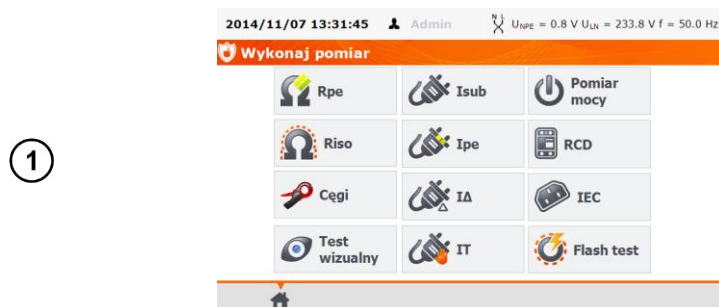 2014/11/07 13:31:45 Admin N L UNPE = 0.8 V ULN = 233.8 V f = 50.0 Hz
Wykonaj pomiar
Rpe Isub Pomiar mocy
1
Riso Ipe RCD
Cęgi IΔ IEC
Test wizualny IT Flash test